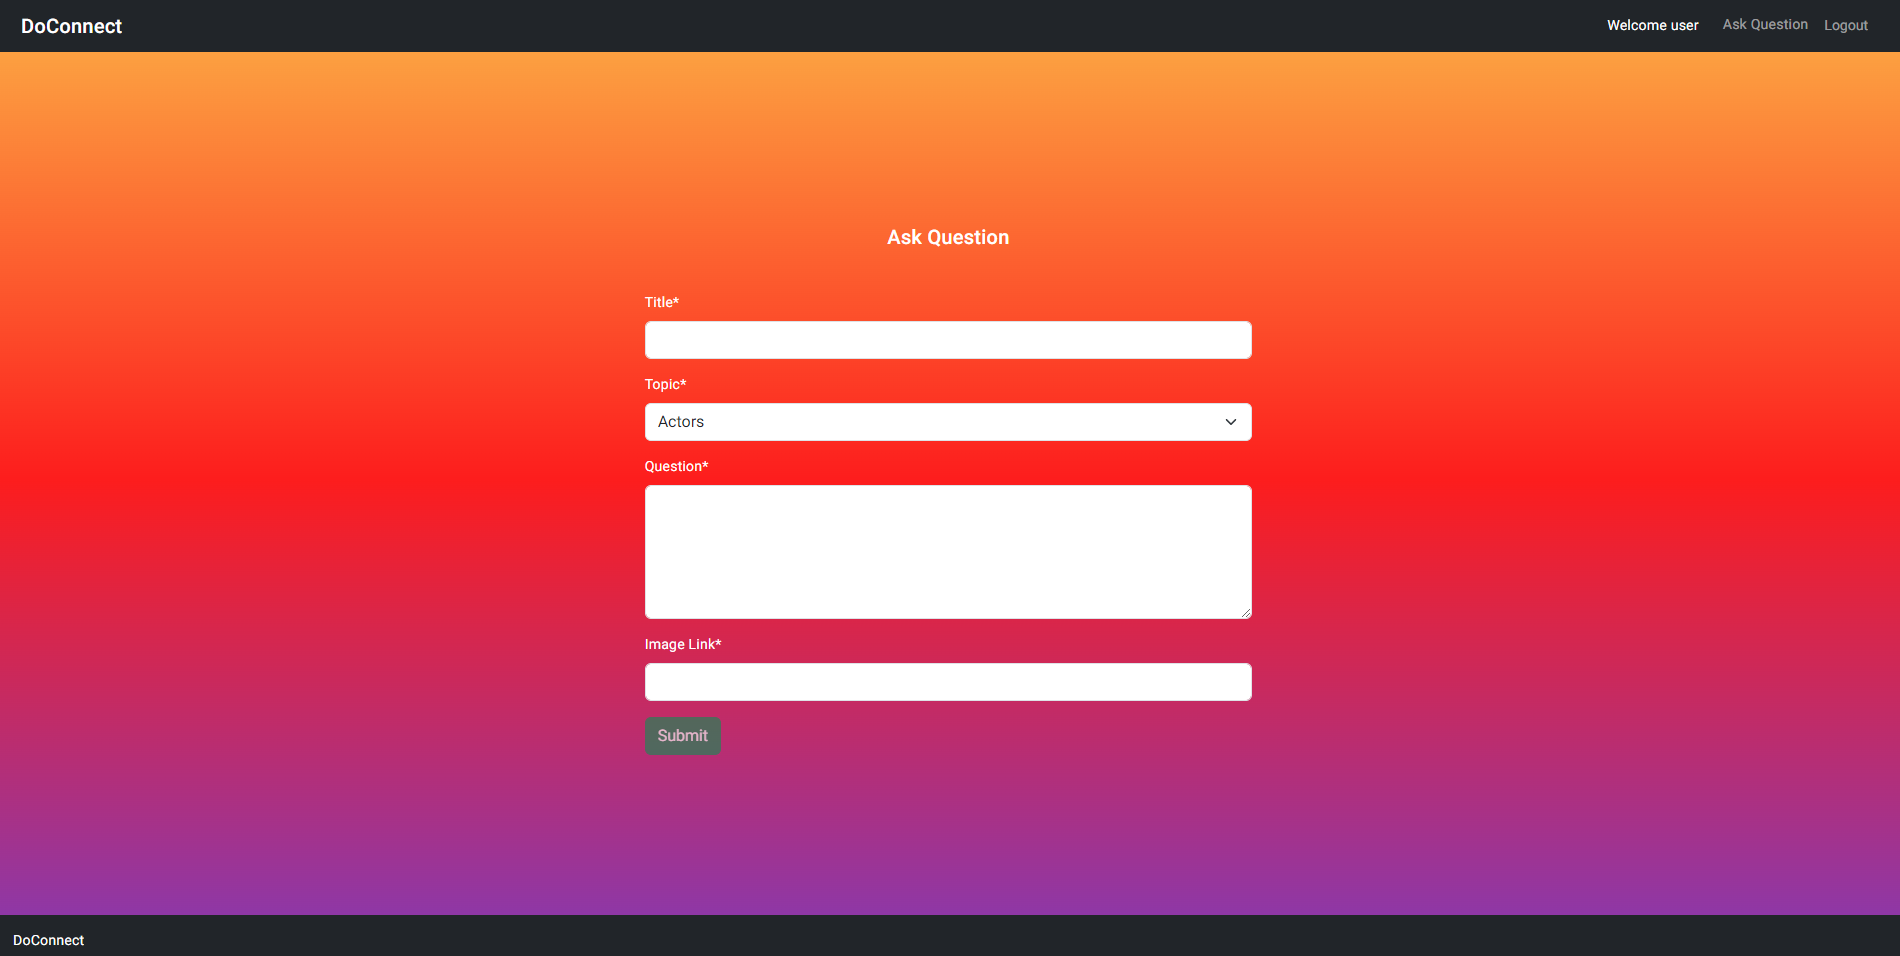 DoConnect
Welcome user Ask Question Logout
Ask Question
Title*
Topic*
Actors
Question*
Image Link*
Submit
DoConnect